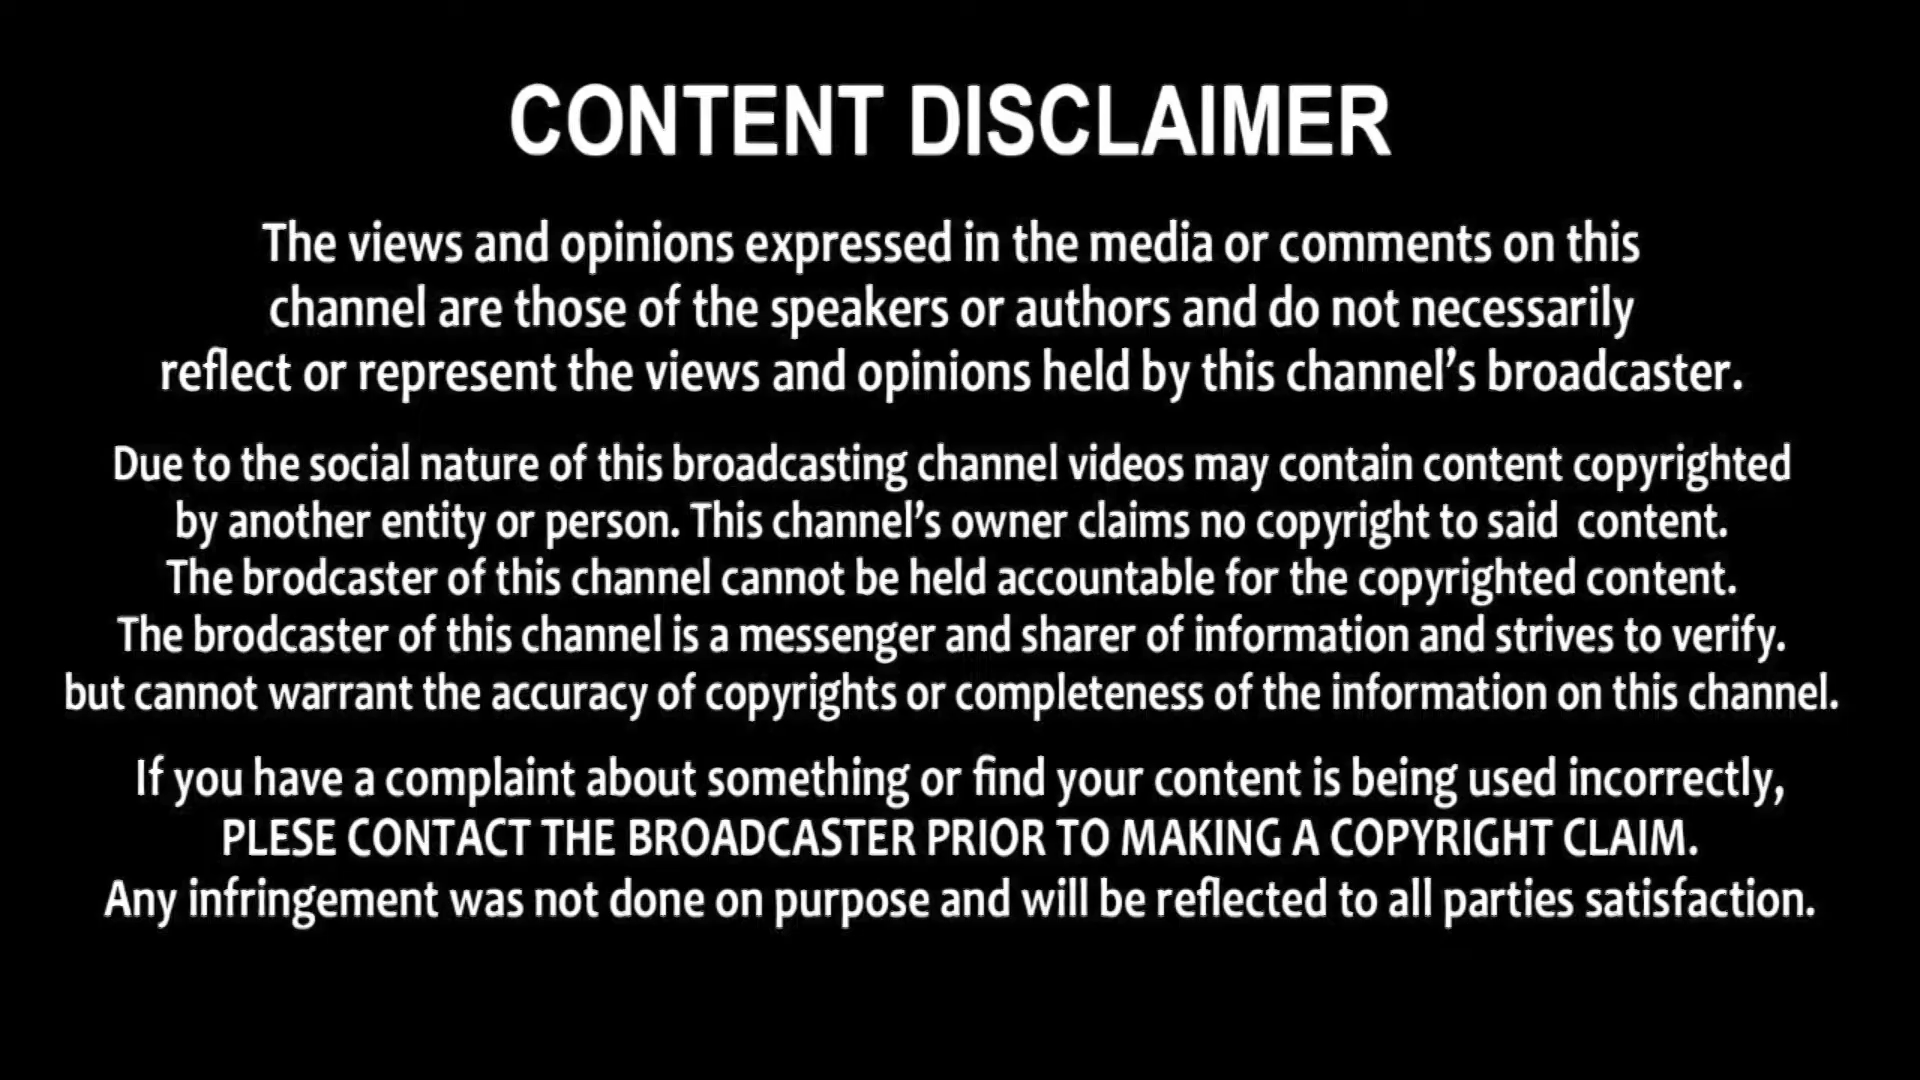 CONTENT DISCLAIMER
The views and opinions expressed in the media or comments on this
channel are those of the speakers or authors and do not necessarily
reflect or represent the views and opinions held by this channel’s broadcaster.
Due to the social nature of this broadcasting channel videos may contain content copyrighted
by another entity or person. This channel’s owner claims no copyright to said content.
The brodcaster of this channel cannot be held accountable for the copyrighted content.
The brodcaster of this channel is a messenger and sharer of information and strives to verify.
but cannot warrant the accuracy of copyrights or completeness of the information on this channel.
If you have a complaint about something or find your content is being used incorrectly,
PLESE CONTACT THE BROADCASTER PRIOR TO MAKING A COPYRIGHT CLAIM.
Any infringement was not done on purpose and will be reflected to all parties satisfaction.